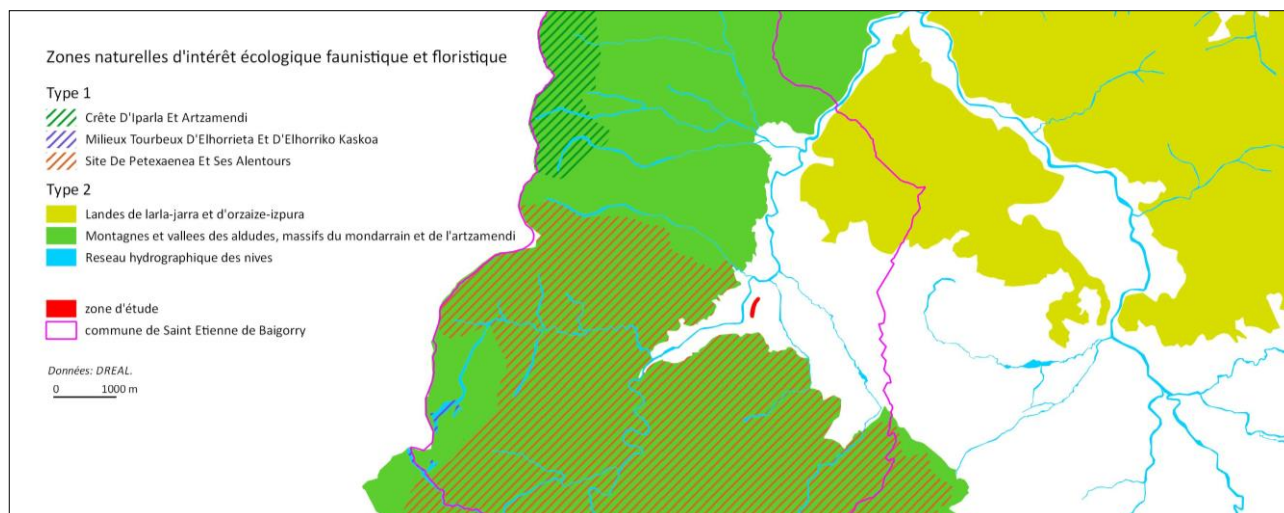 Zones naturelles d'intérêt écologique faunistique et floristique
Type 1
Crête D'Iparla Et Artzamendi
Milieux Tourbeux D'Elhorrieta Et D'Elhorriko Kaskoa
Site De Petexaenea Et Ses Alentours
Type 2
Landes de larla-jarra et d'orzaize-izpura
Montagnes et vallees des aldudes, massifs du mondarrain et de l'artzamendi
Reseau hydrographique des nives
zone d'étude
commune de Saint Etienne de Baigorry
Données: DREAL.
0 1000 m